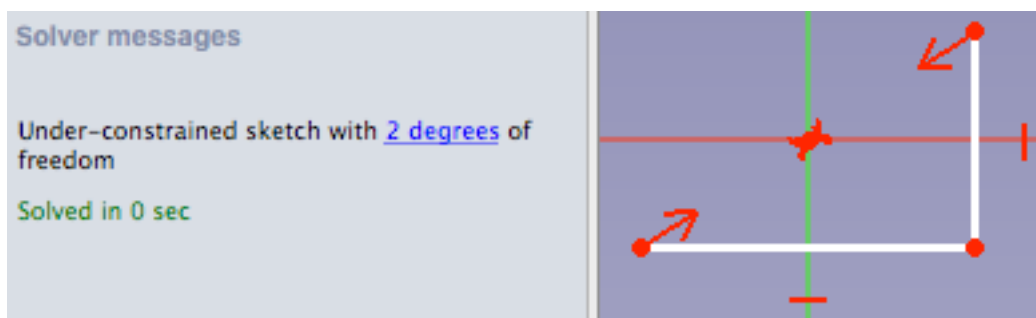 Solver messages
Under-constrained sketch with 2 degrees of
freedom
Solved in 0 sec